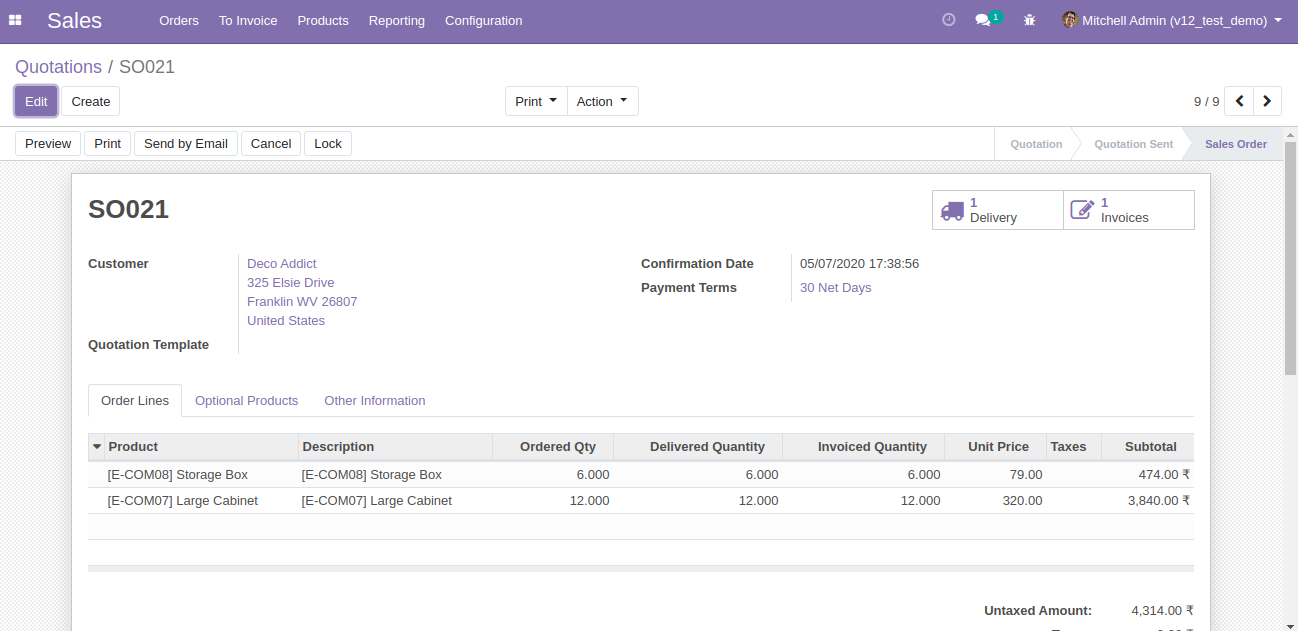 Sales Orders To Invoice Products Reporting Configuration 1 Mitchell Admin (v12_test_demo)
Quotations / SO021
Edit Create Print Action 9 / 9
Preview Print Send by Email Cancel Lock Quotation Quotation Sent Sales Order
SO021
1 Delivery 1 Invoices
Customer Deco Addict Confirmation Date 05/07/2020 17:38:56
325 Elsie Drive Payment Terms 30 Net Days
Franklin WV 26807
United States
Quotation Template
Order Lines Optional Products Other Information
Product Description Ordered Qty Delivered Quantity Invoiced Quantity Unit Price Taxes Subtotal
[E-COM08] Storage Box [E-COM08] Storage Box 6.000 6.000 6.000 79.00 474.00 ₹
[E-COM07] Large Cabinet [E-COM07] Large Cabinet 12.000 12.000 12.000 320.00 3,840.00 ₹
Untaxed Amount: 4,314.00 ₹